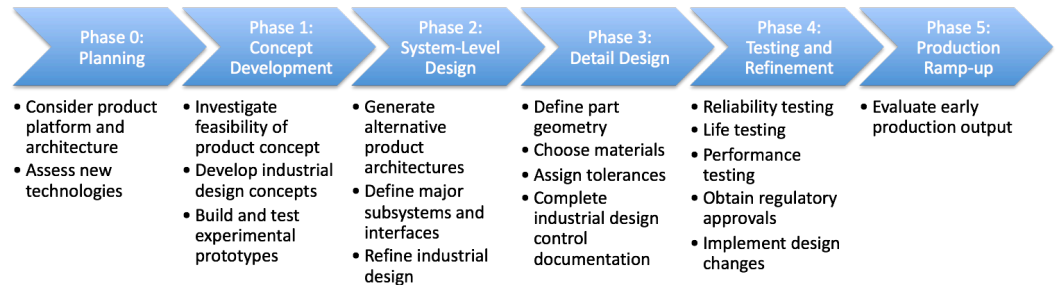 Phase 0:
Planning
• Consider product
platform and
architecture
• Assess new
technologies
Phase 1:
Concept
Development
• Investigate
feasibility of
product concept
• Develop industrial
design concepts
• Build and test
experimental
prototypes
Phase 2:
System-Level
Design
• Generate
alternative
product
architectures
• Define major
subsystems and
interfaces
• Refine industrial
design
Phase 3:
Detail Design
• Define part
geometry
• Choose materials
• Assign tolerances
• Complete
industrial design
control
documentation
Phase 4:
Testing and
Refinement
• Reliability testing
• Life testing
• Performance
testing
• Obtain regulatory
approvals
• Implement design
changes
Phase 5:
Production
Ramp-up
• Evaluate early
production output